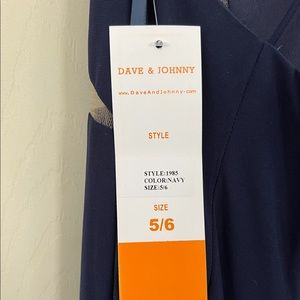 DAVE & JOHNNY
www.DaveAndJohnny.com
STYLE
STYLE:1985
COLOR:NAVY
SIZE:5/6
SIZE
5/6